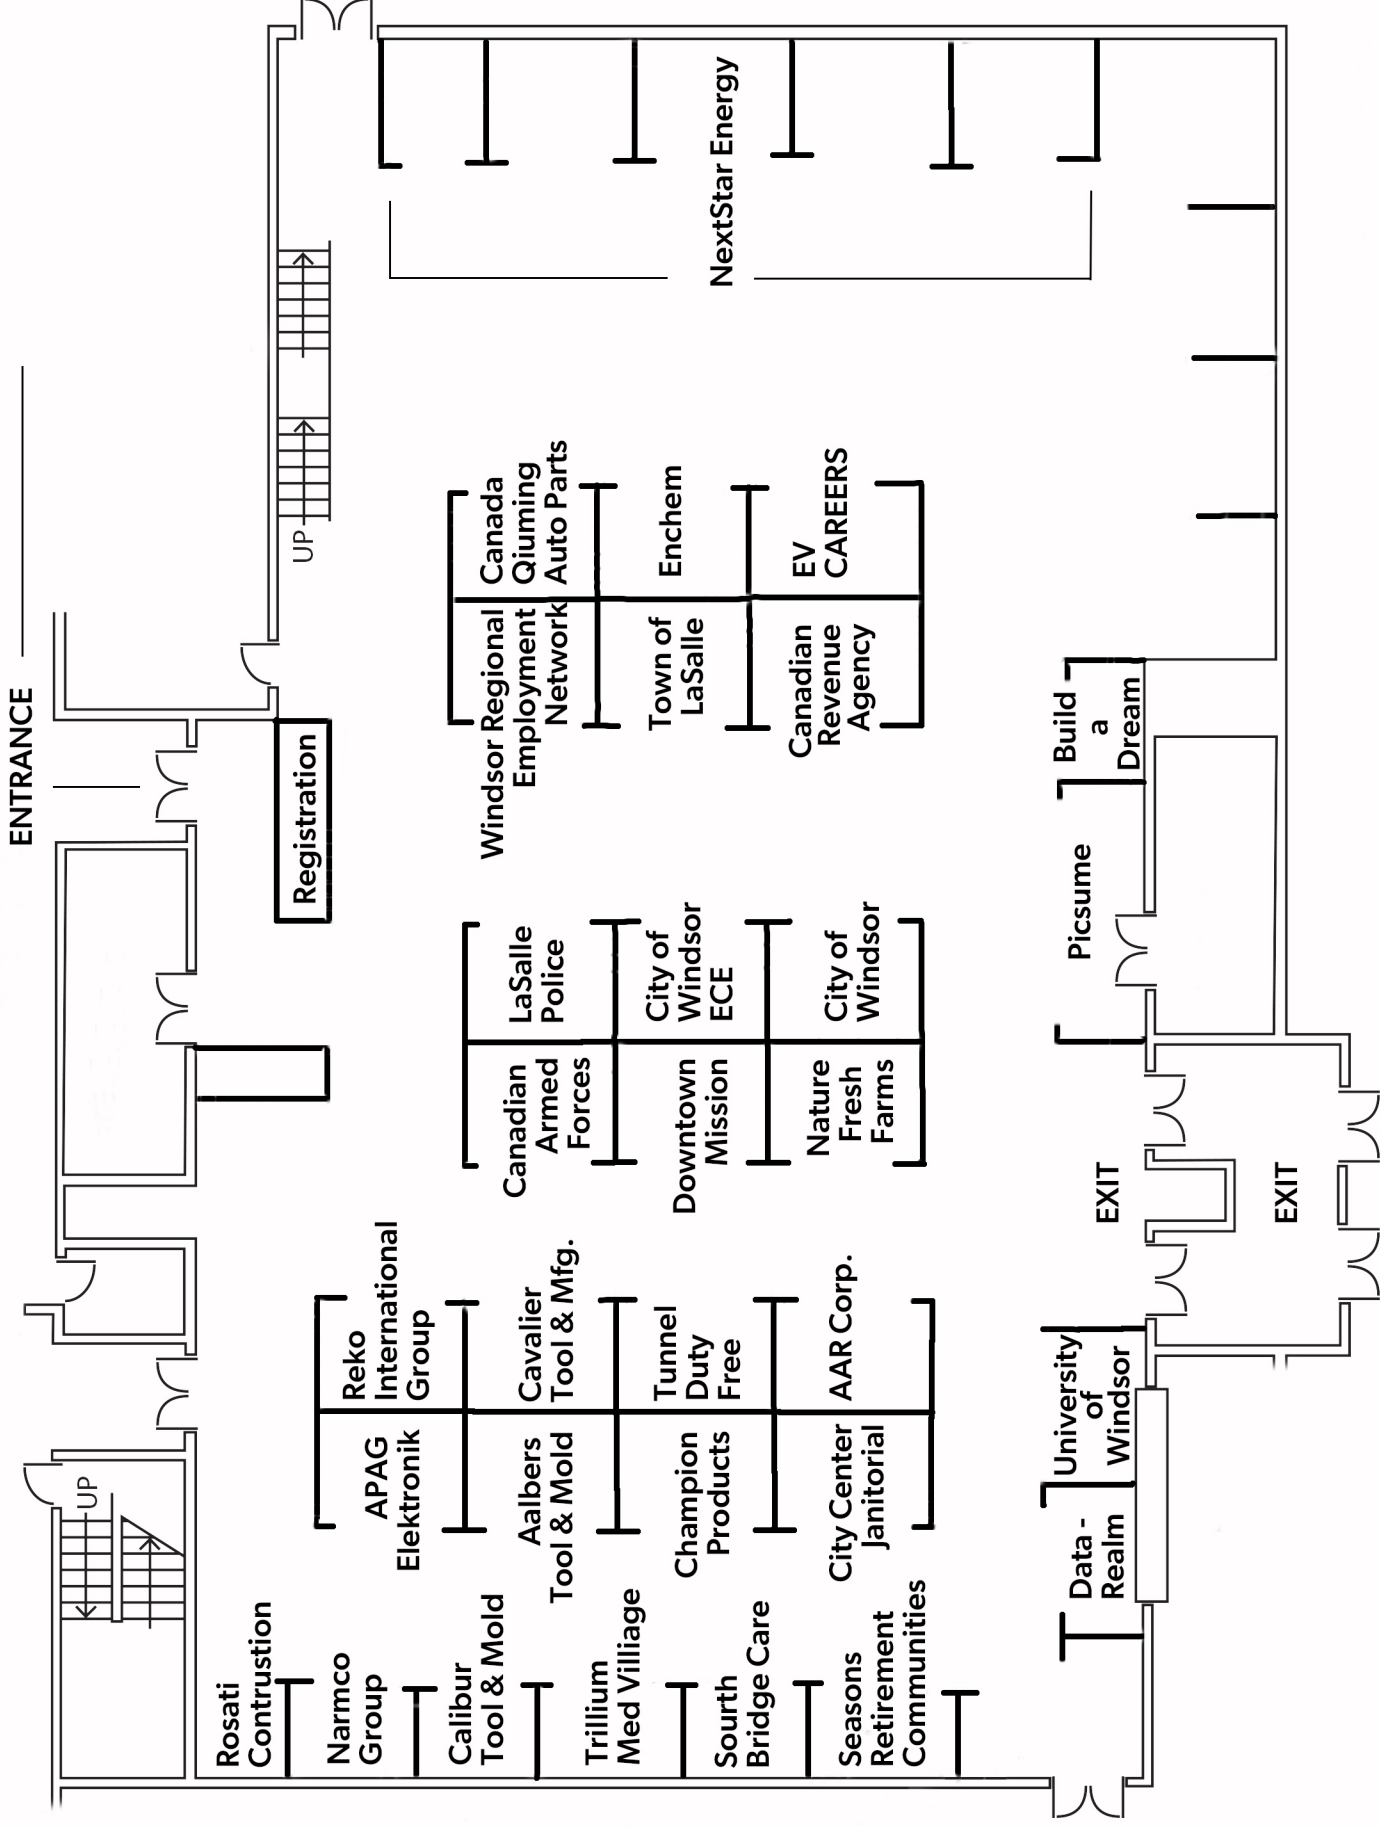 ENTRANCE
UP
Registration
UP
NextStar Energy
Canada
Qiuming
Auto Parts
Enchem
EV
CAREERS
Windsor Regional
Employment
Network
Town of
LaSalle
Canadian
Revenue
Agency
Build
a
Dream
Picsume
LaSalle
Police
City of
Windsor
ECE
City of
Windsor
Canadian
Armed
Forces
Downtown
Mission
Nature
Fresh
Farms
EXIT
EXIT
Reko
International
Group
Cavalier
Tool & Mfg.
Tunnel
Duty
Free
AAR Corp.
APAG
Elektronik
Aalbers
Tool & Mold
Champion
Products
City Center
Janitorial
University
of
Windsor
Data -
Realm
Rosati
Contrustion
Narmco
Group
Calibur
Tool & Mold
Trillium
Med Villiage
Sourth
Bridge Care
Seasons
Retirement
Communities